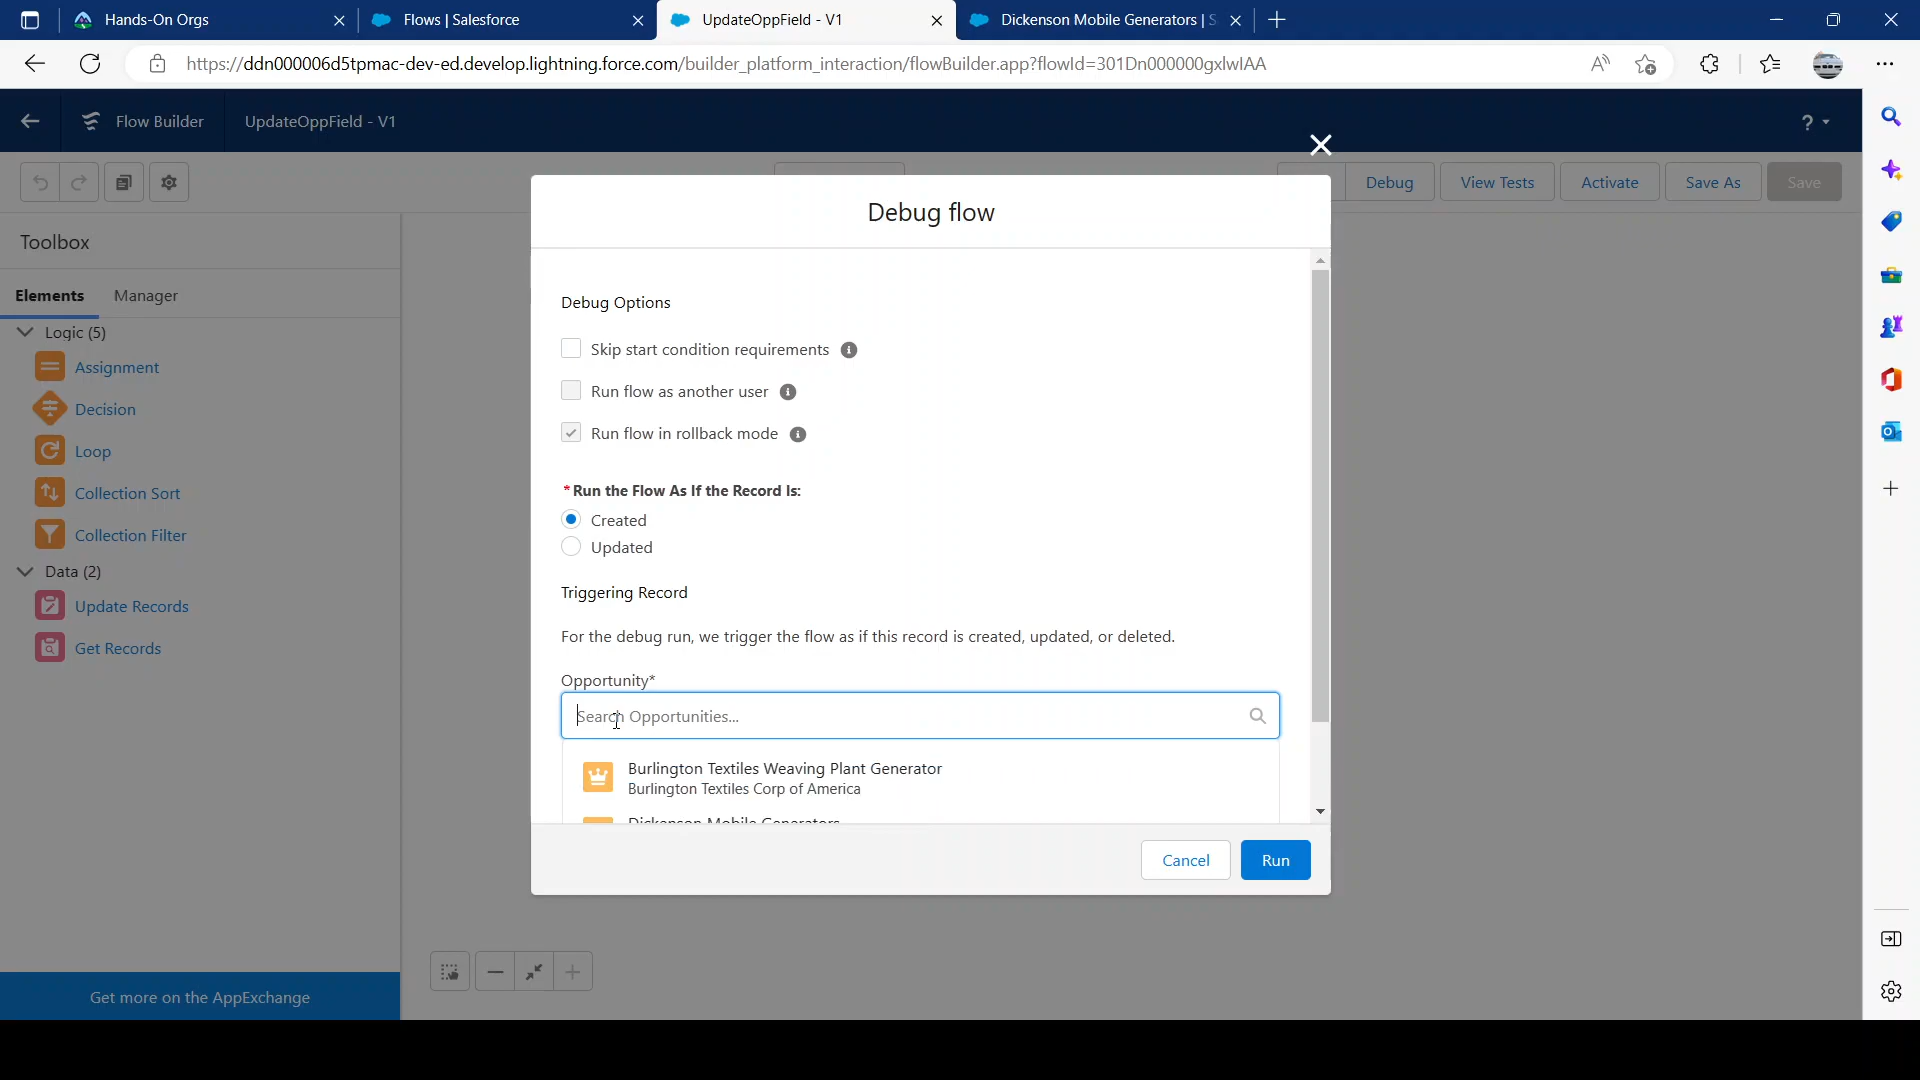 Hands-On Orgs
Flows | Salesforce
UpdateOppField - V1
Dickenson Mobile Generators | S
https://ddn000006d5tpmac-dev-ed.develop.lightning.force.com/builder_platform_interaction/flowBuilder.app?flowId=301Dn000000gxlwIAA
Flow Builder
UpdateOppField - V1
?
Debug
View Tests
Activate
Save As
Save
Toolbox
Elements
Manager
Logic (5)
Assignment
Decision
Loop
Collection Sort
Collection Filter
Data (2)
Update Records
Get Records
Get more on the AppExchange
Debug flow
Debug Options
Skip start condition requirements
Run flow as another user
Run flow in rollback mode
*Run the Flow As If the Record Is:
Created
Updated
Triggering Record
For the debug run, we trigger the flow as if this record is created, updated, or deleted.
Opportunity*
Search Opportunities...
Burlington Textiles Weaving Plant Generator
Burlington Textiles Corp of America
Dickenson Mobile Generators
Cancel
Run